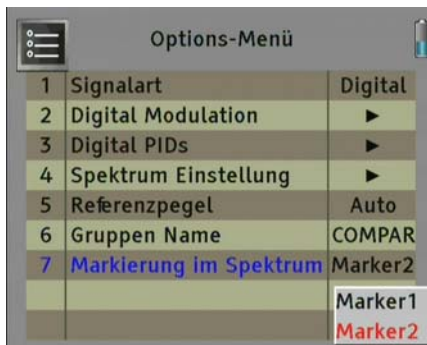 Options-Menü
1 Signalart Digital
2 Digital Modulation ►
3 Digital PIDs ►
4 Spektrum Einstellung ►
5 Referenzpegel Auto
6 Gruppen Name COMPAR
7 Markierung im Spektrum Marker2
Marker1
Marker2